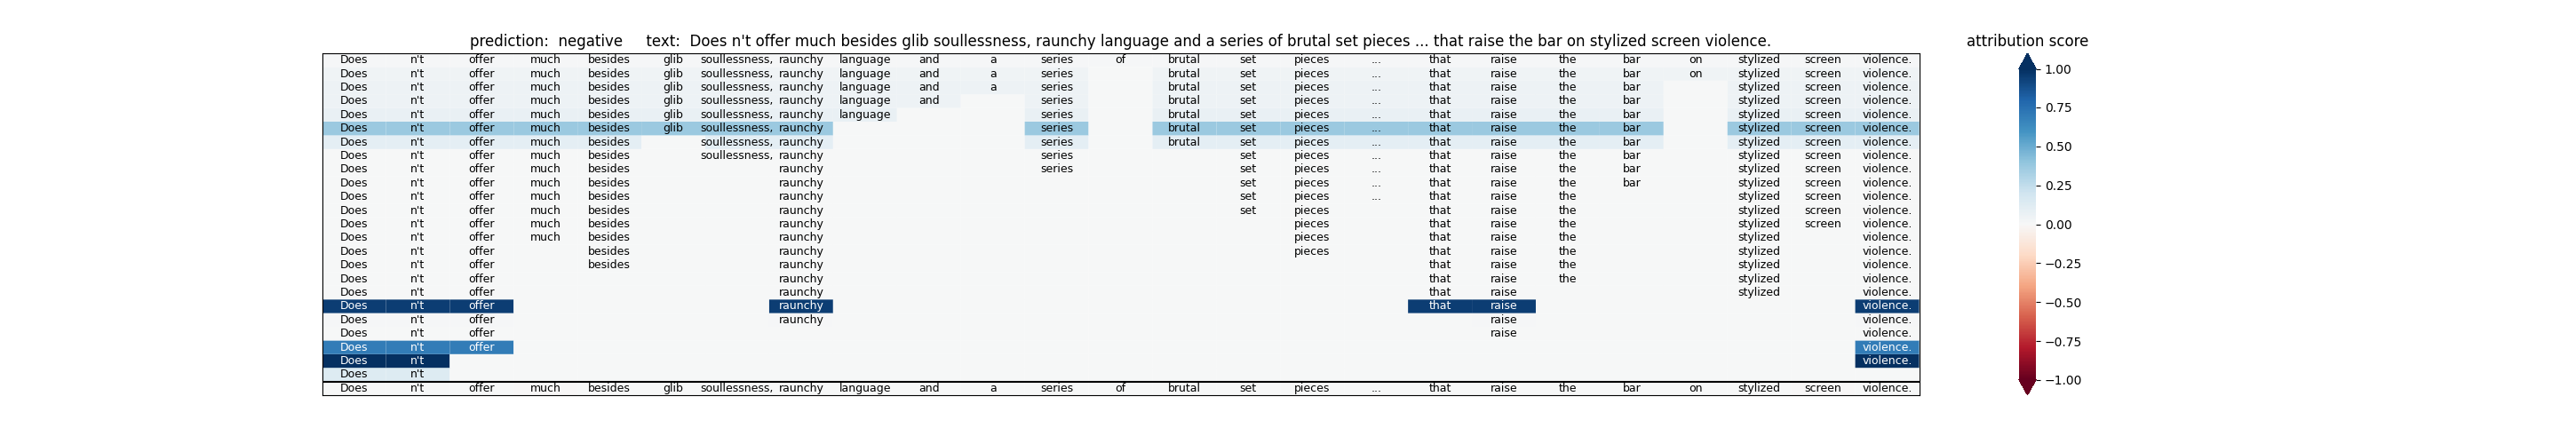 prediction:  negative     text:  Does n't offer much besides glib soullessness, raunchy language and a series of brutal set pieces ... that raise the bar on stylized screen violence.
attribution score
Does n't offer much besides glib soullessness, raunchy language and a series of brutal set pieces ... that raise the bar on stylized screen violence.
Does n't offer much besides glib soullessness, raunchy language and a series brutal set pieces ... that raise the bar on stylized screen violence.
Does n't offer much besides glib soullessness, raunchy language and a series brutal set pieces ... that raise the bar stylized screen violence.
Does n't offer much besides glib soullessness, raunchy language and series brutal set pieces ... that raise the bar stylized screen violence.
Does n't offer much besides glib soullessness, raunchy language series brutal set pieces ... that raise the bar stylized screen violence.
Does n't offer much besides glib soullessness, raunchy series brutal set pieces ... that raise the bar stylized screen violence.
Does n't offer much besides soullessness, raunchy series brutal set pieces ... that raise the bar stylized screen violence.
Does n't offer much besides soullessness, raunchy series set pieces ... that raise the bar stylized screen violence.
Does n't offer much besides raunchy series set pieces ... that raise the bar stylized screen violence.
Does n't offer much besides raunchy set pieces ... that raise the bar stylized screen violence.
Does n't offer much besides raunchy set pieces ... that raise the stylized screen violence.
Does n't offer much besides raunchy set pieces that raise the stylized screen violence.
Does n't offer much besides raunchy pieces that raise the stylized screen violence.
Does n't offer much besides raunchy pieces that raise the stylized violence.
Does n't offer besides raunchy pieces that raise the stylized violence.
Does n't offer besides raunchy that raise the stylized violence.
Does n't offer raunchy that raise the stylized violence.
Does n't offer raunchy that raise stylized violence.
Does n't offer raunchy that raise violence.
Does n't offer raunchy raise violence.
Does n't offer raise violence.
Does n't offer violence.
Does n't violence.
Does n't
Does n't offer much besides glib soullessness, raunchy language and a series of brutal set pieces ... that raise the bar on stylized screen violence.
1.00
0.75
0.50
0.25
0.00
−0.25
−0.50
−0.75
−1.00